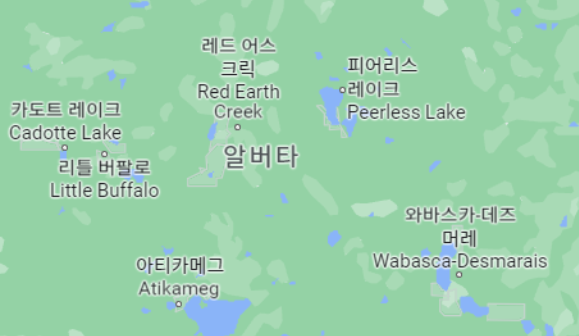 레드 어스
크릭
Red Earth
Creek
피어리스
레이크
Peerless Lake
카도트 레이크
Cadotte Lake
리틀 버팔로
Little Buffalo
알버타
와바스카-데즈
머레
Wabasca-Desmarais
아티카메그
Atikameg